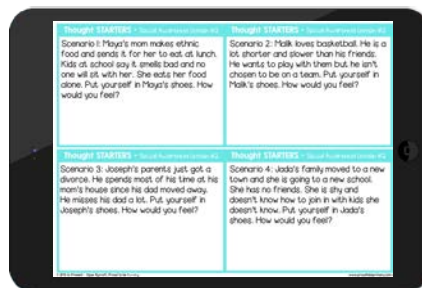 Thought STARTERS - Social Awareness Lesson #2
Scenario 1: Maya's mom makes ethnic
food and sends it for her to eat at lunch.
Kids at school say it smells bad and no
one will sit with her. She eats her food
alone. Put yourself in Maya's shoes. How
would you feel?
Thought STARTERS - Social Awareness Lesson #2
Scenario 2: Malik loves basketball. He is a
lot shorter and slower than his friends.
He wants to play with them but he isn't
chosen to be on a team. Put yourself in
Malik's shoes. How would you feel?
Thought STARTERS - Social Awareness Lesson #2
Scenario 3: Joseph's parents just got a
divorce. He spends most of his time at his
mom's house since his dad moved away.
He misses his dad a lot. Put yourself in
Joseph's shoes. How would you feel?
Thought STARTERS - Social Awareness Lesson #2
Scenario 4: Jada's family moved to a new
town and she is going to a new school.
She has no friends. She is shy and
doesn't know how to join in with kids she
doesn't know. Put yourself in Jada's
shoes. How would you feel?